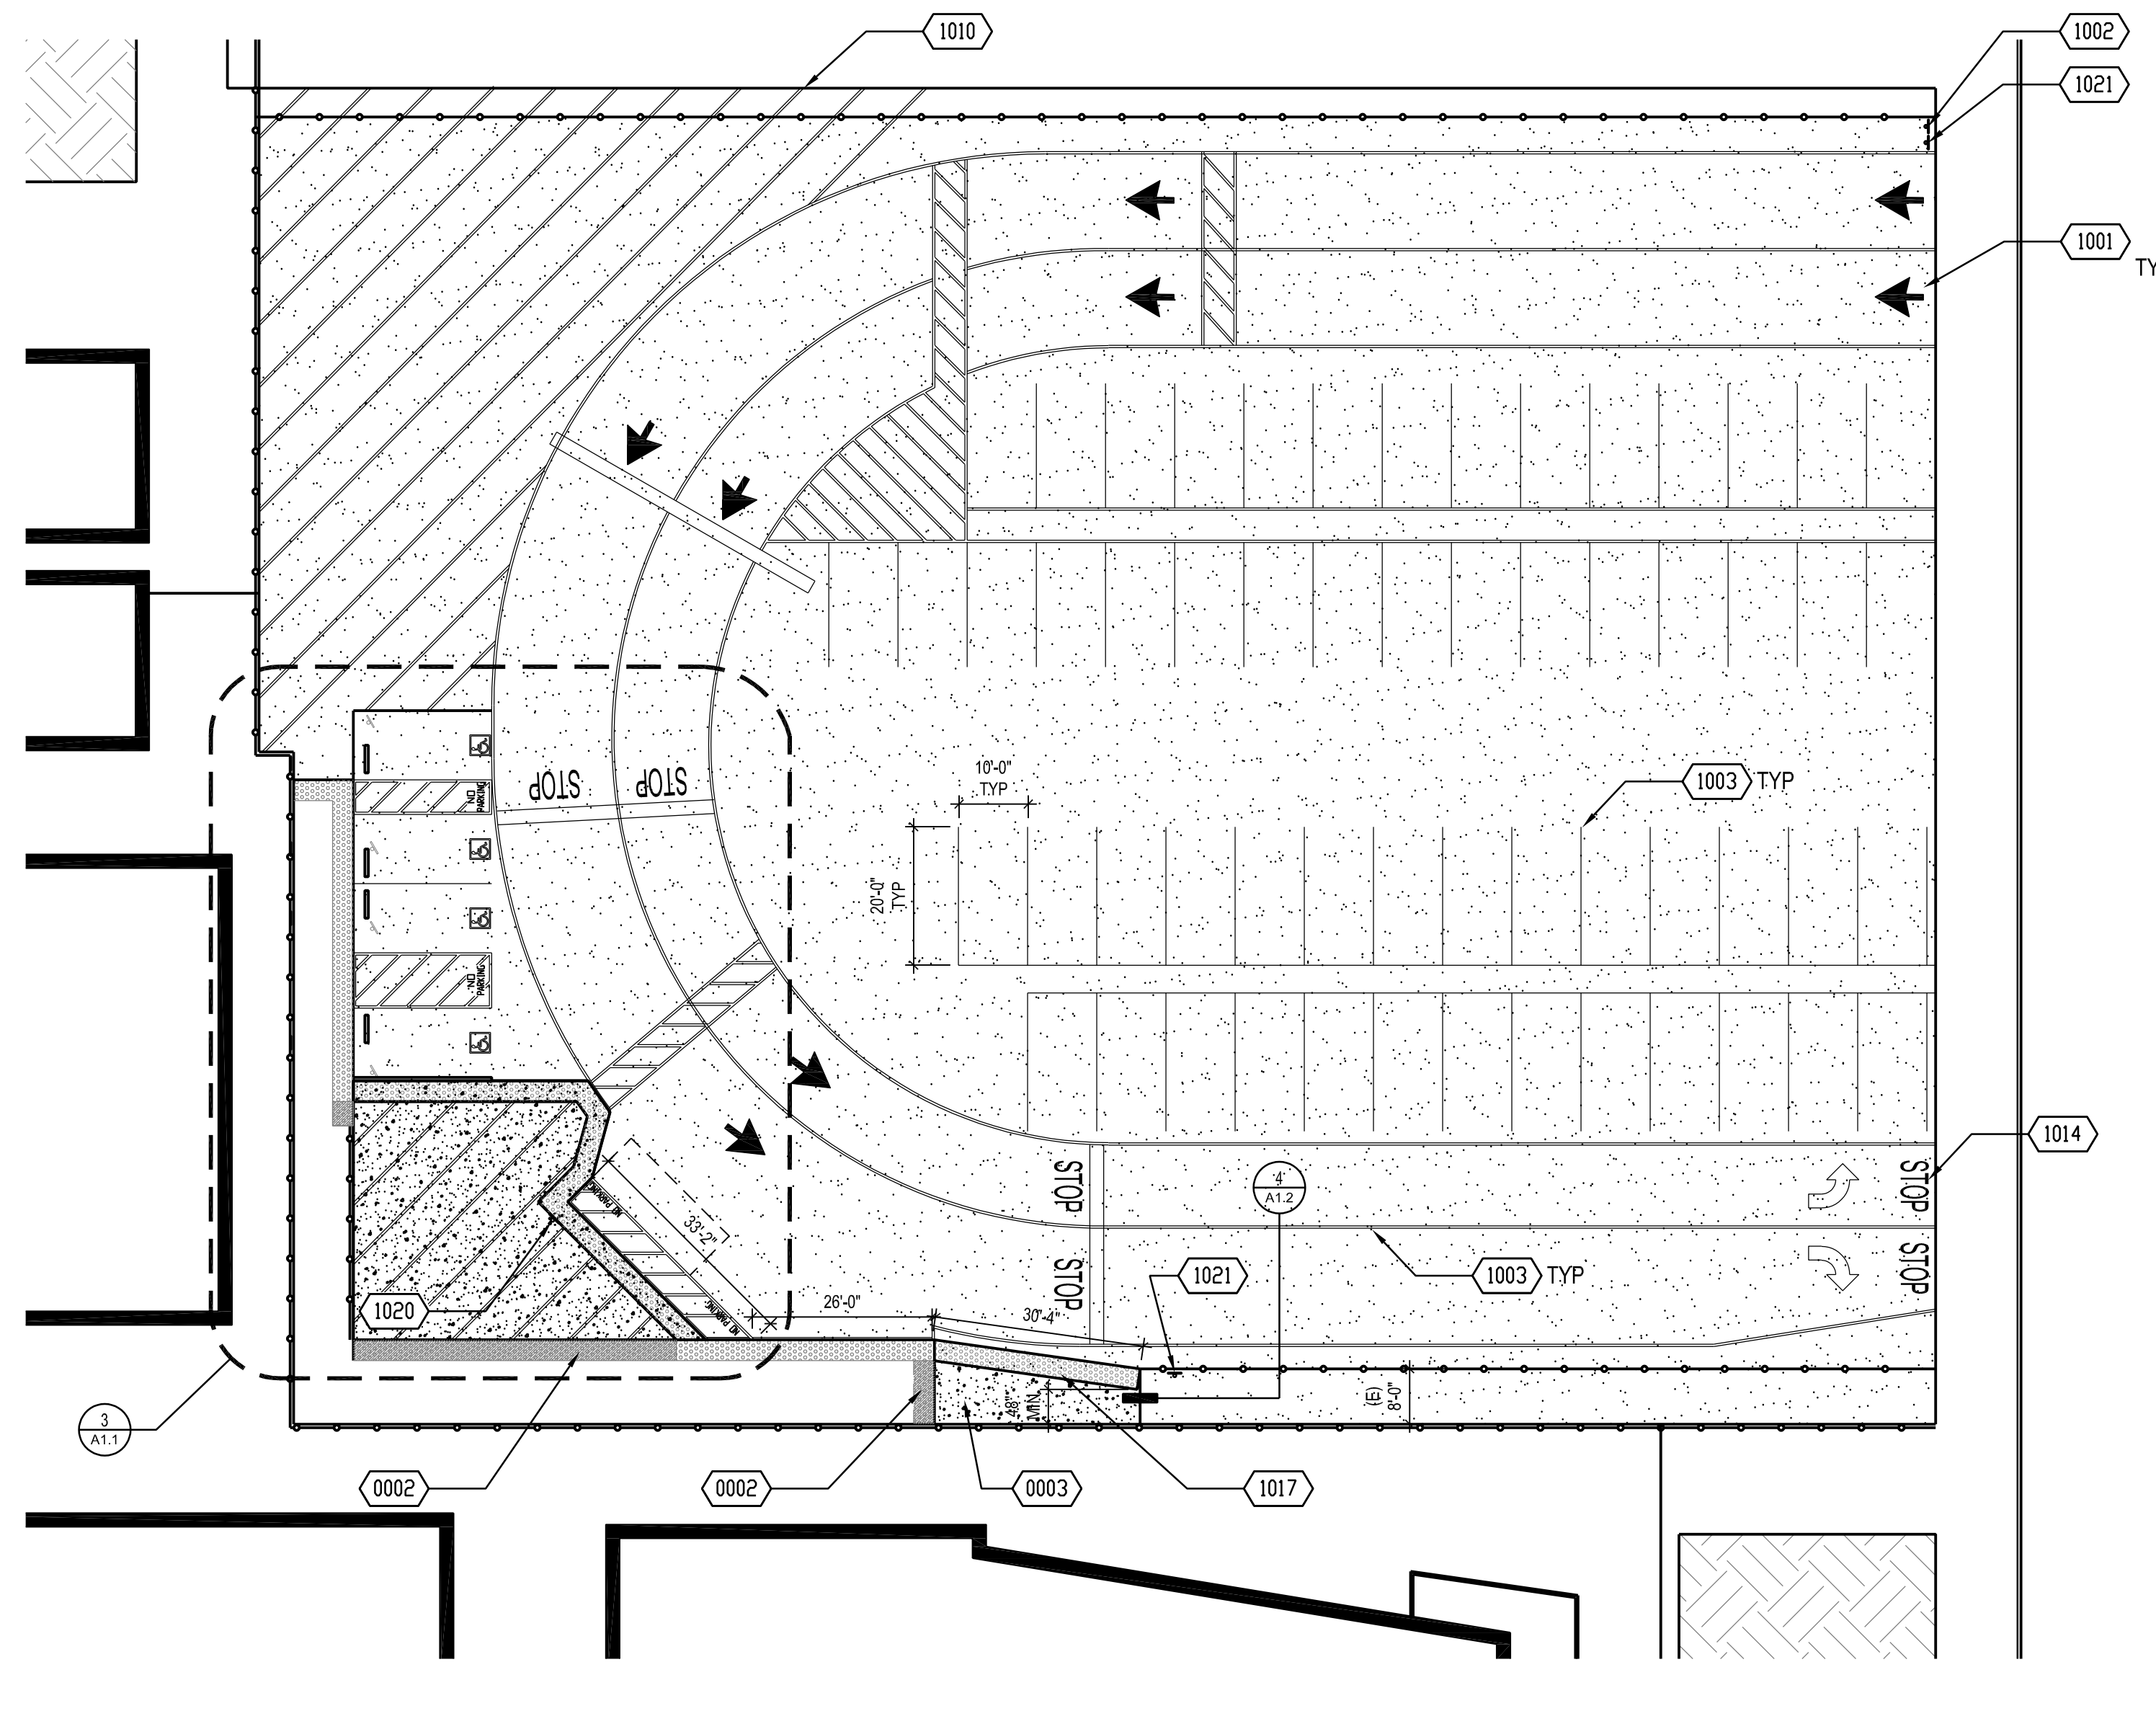 1010
1002
1021
1001
TY
STOP
STOP
10'-0"
TYP
1003 TYP
NO
PARKING
20'-0"
TYP
NO
PARKING
1014
STOP
STOP
4
A1.2
NO PARKING
33'-2"
STOP
STOP
1021
1003 TYP
1020
26'-0"
30'-4"
NO PARKING
48"
MIN
(E)
8'-0"
3
A1.1
0002
0002
0003
1017